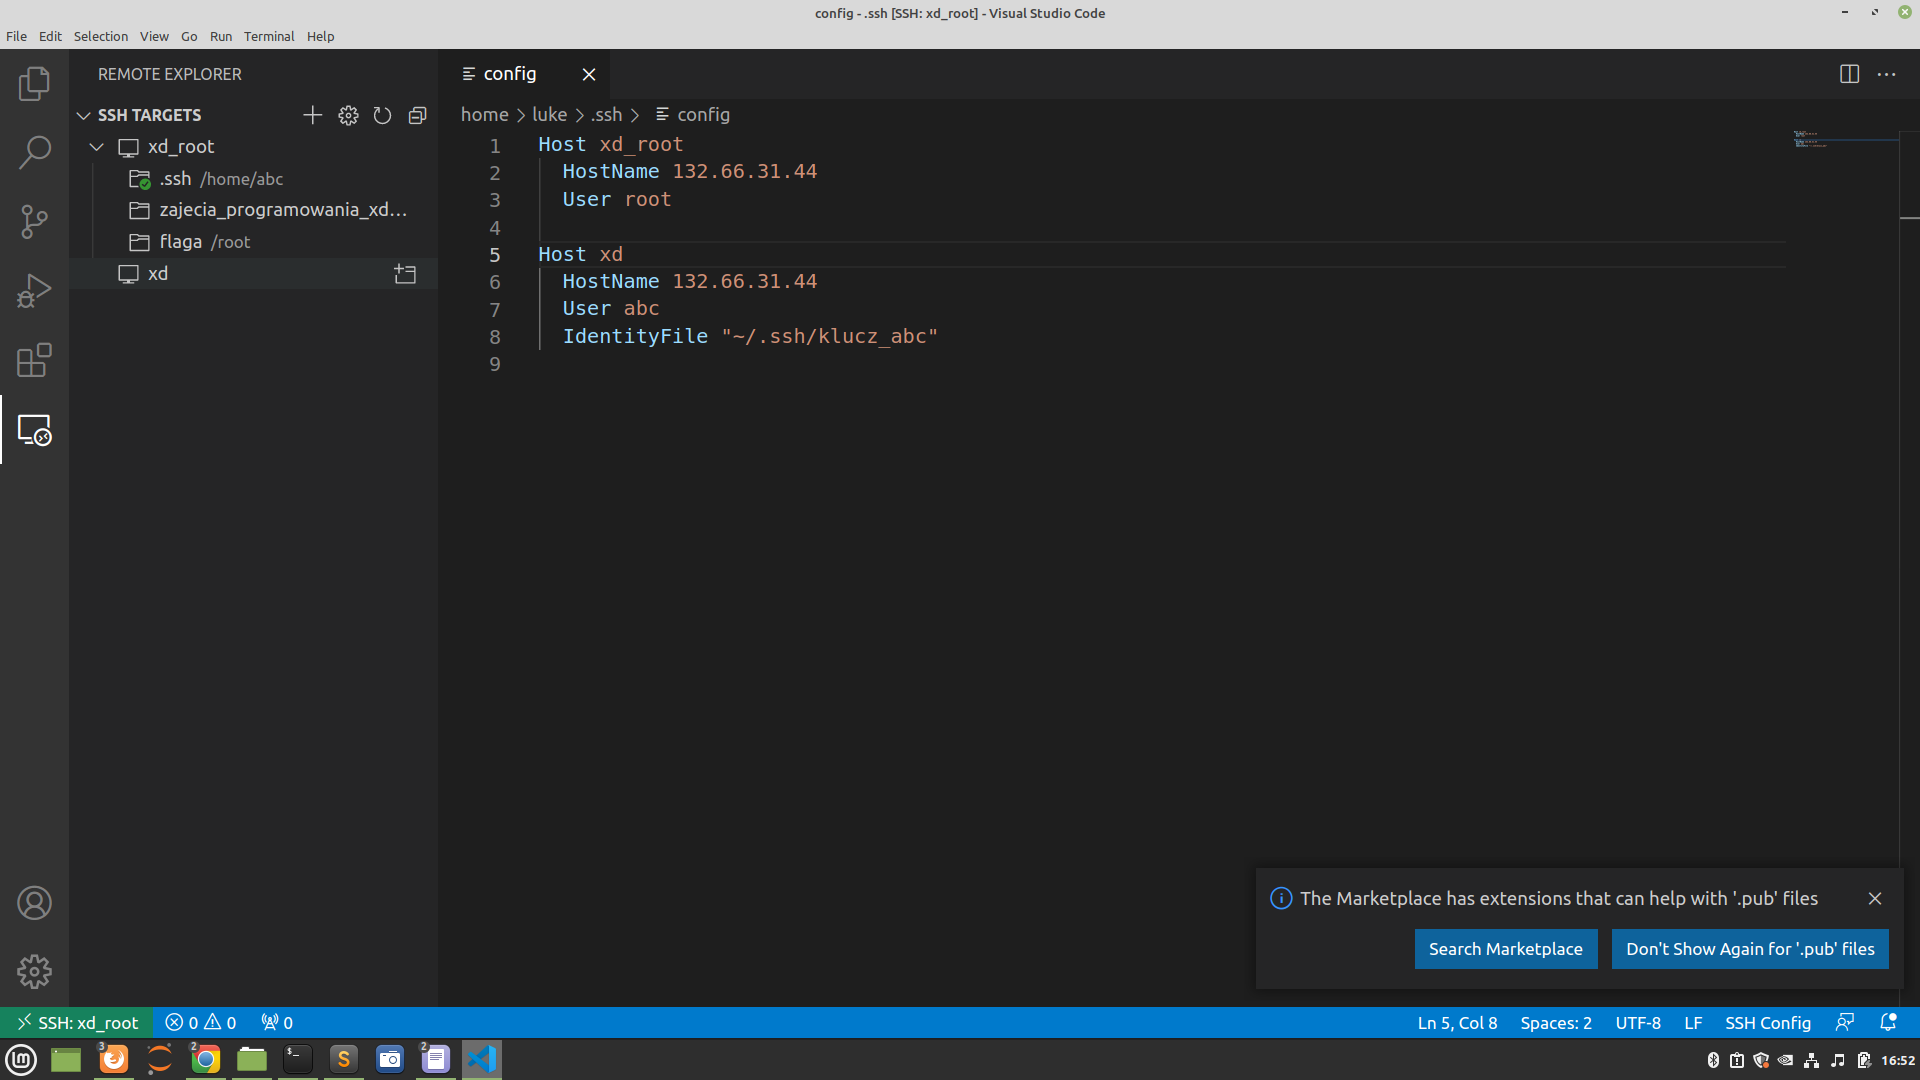 config - .ssh [SSH: xd_root] - Visual Studio Code
File Edit Selection View Go Run Terminal Help
REMOTE EXPLORER
SSH TARGETS
xd_root
.ssh /home/abc
zajecia_programowania_xd...
flaga /root
xd
config
home > luke > .ssh > config
1 Host xd_root
2 HostName 132.66.31.44
3 User root
4
5 Host xd
6 HostName 132.66.31.44
7 User abc
8 IdentityFile "~/.ssh/klucz_abc"
9
The Marketplace has extensions that can help with '.pub' files
Search Marketplace Don't Show Again for '.pub' files
SSH: xd_root 0 0 0 Ln 5, Col 8 Spaces: 2 UTF-8 LF SSH Config
3 2 $_ S 2 16:52